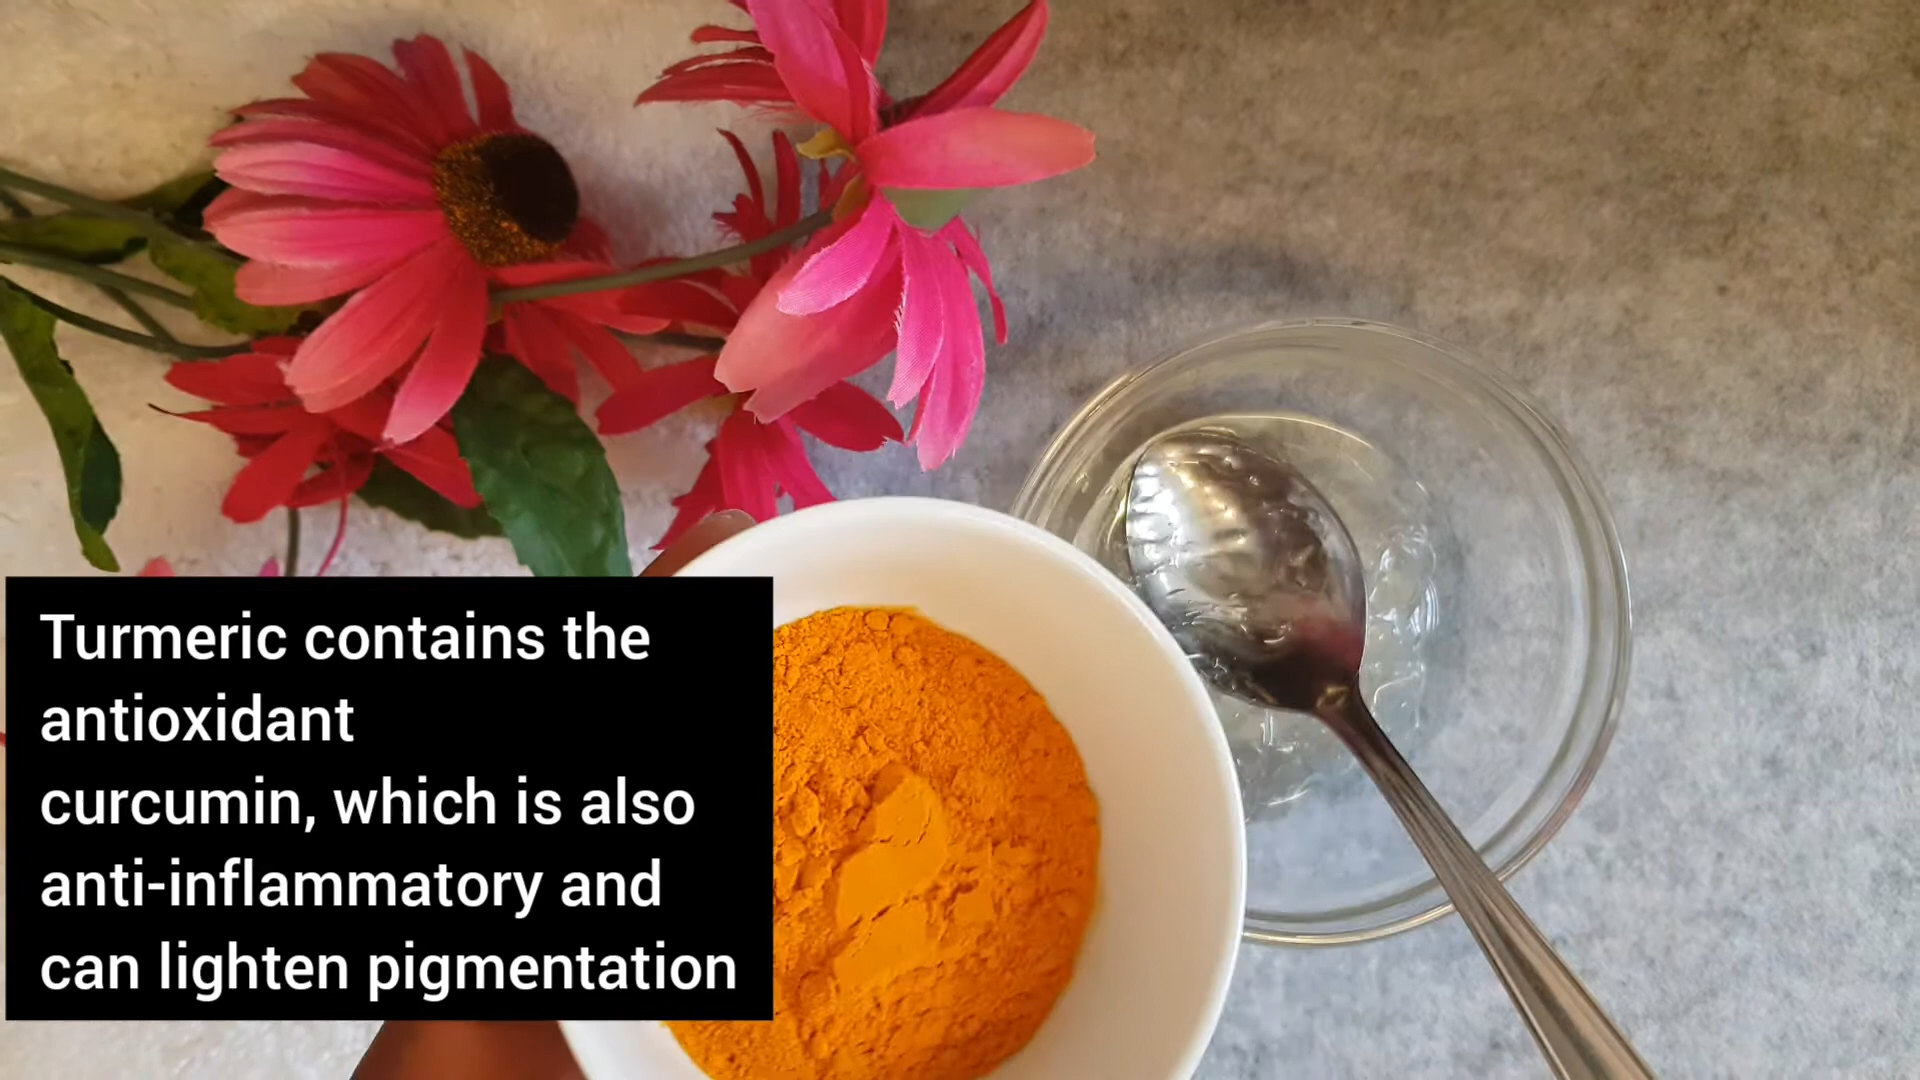 Turmeric contains the
antioxidant
curcumin, which is also
anti-inflammatory and
can lighten pigmentation